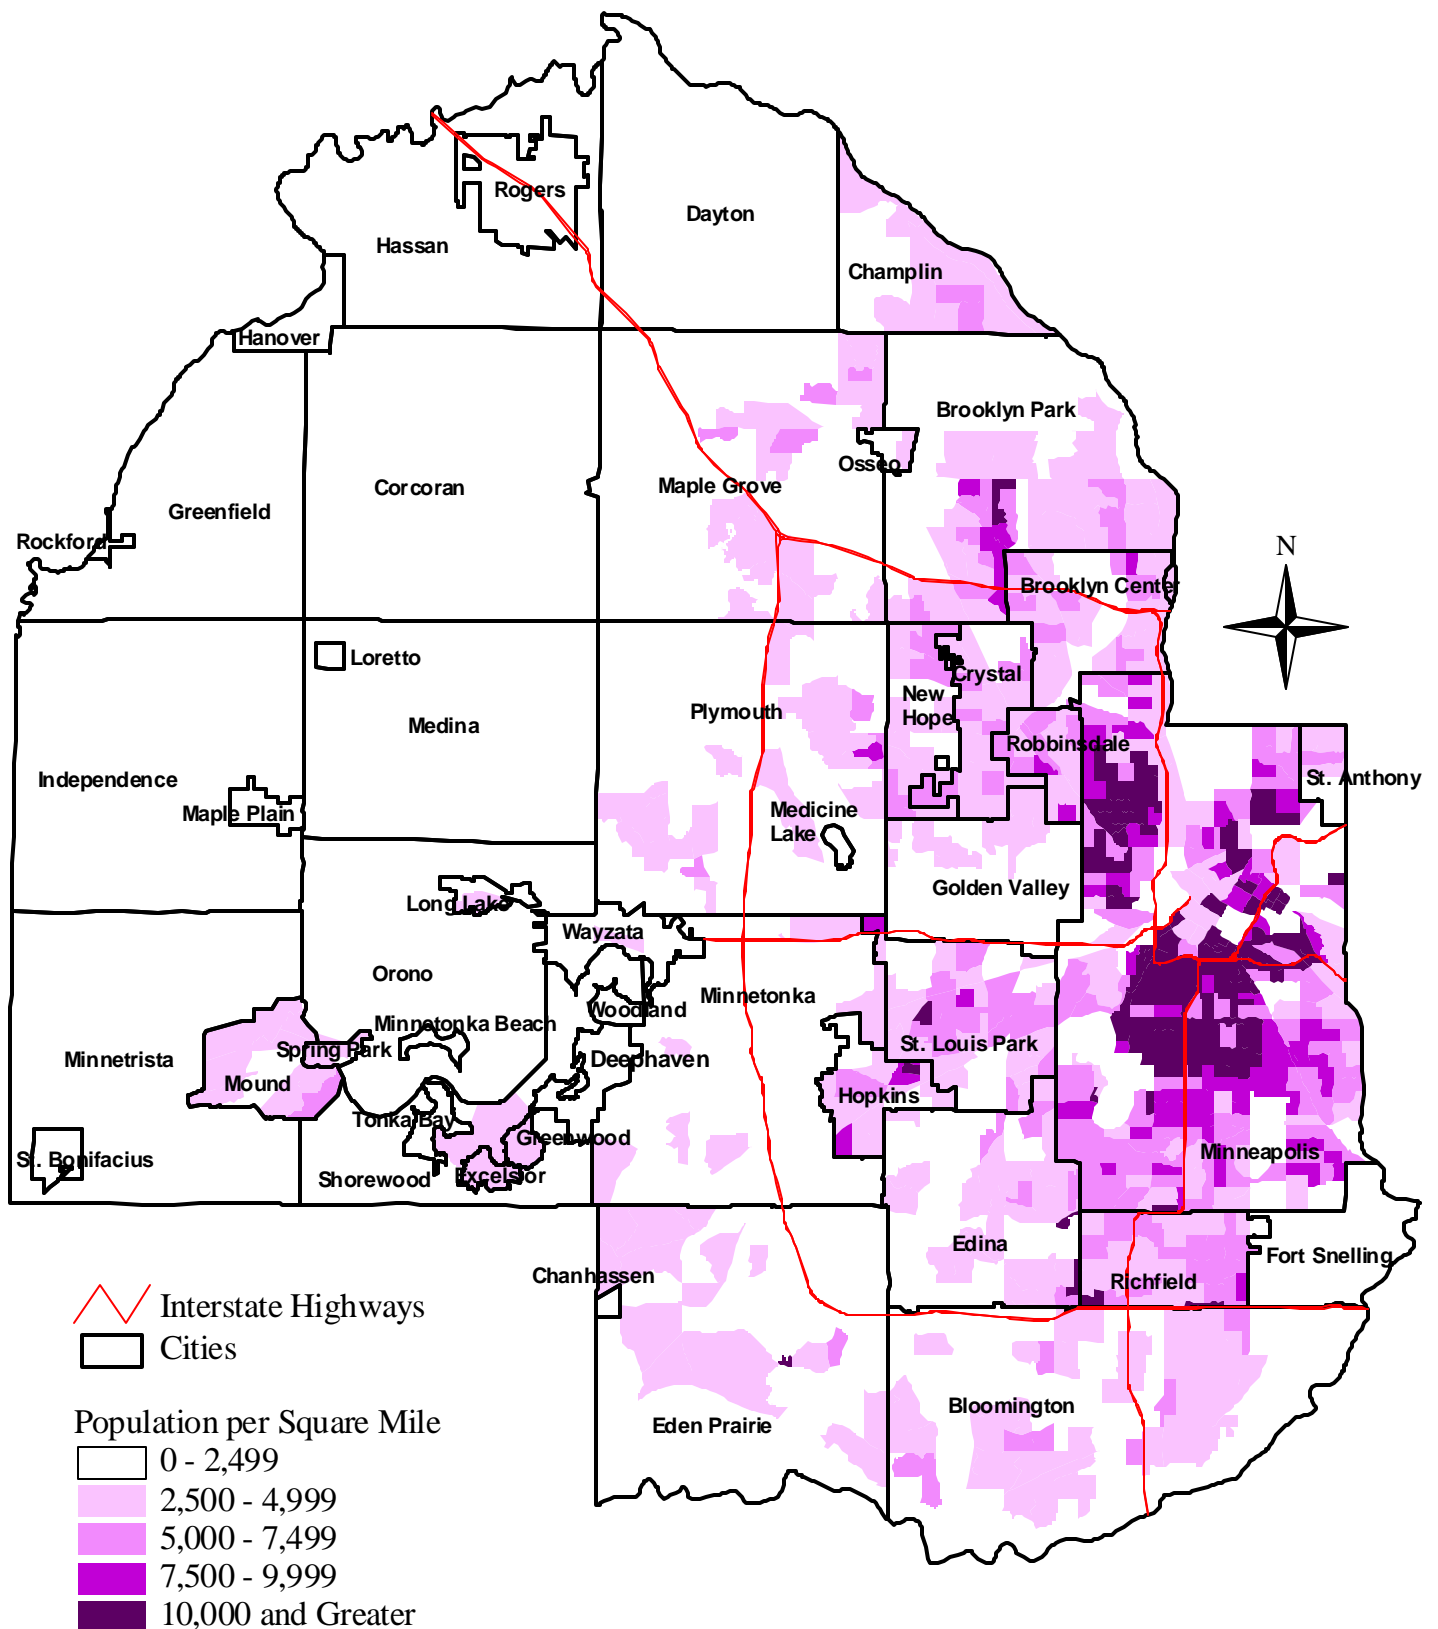 Rogers
Dayton
Hassan
Champlin
Hanover
Brooklyn Park
Osseo
Maple Grove
Corcoran
Greenfield
Rockford
N
Brooklyn Center
Loretto
Crystal
New
Hope
Plymouth
Medina
Robbinsdale
Independence
St. Anthony
Maple Plain
Medicine
Lake
Golden Valley
Long Lake
Wayzata
Orono
Minnetonka
Woodland
Minnetonka Beach
St. Louis Park
Spring Park
Minnetrista
Deephaven
Mound
Hopkins
Tonka Bay
Greenwood
Minneapolis
St. Bonifacius
Shorewood
Excelsior
Edina
Fort Snelling
Chanhassen
Richfield
Bloomington
Eden Prairie
Interstate Highways
Cities
Population per Square Mile
0 - 2,499
2,500 - 4,999
5,000 - 7,499
7,500 - 9,999
10,000 and Greater